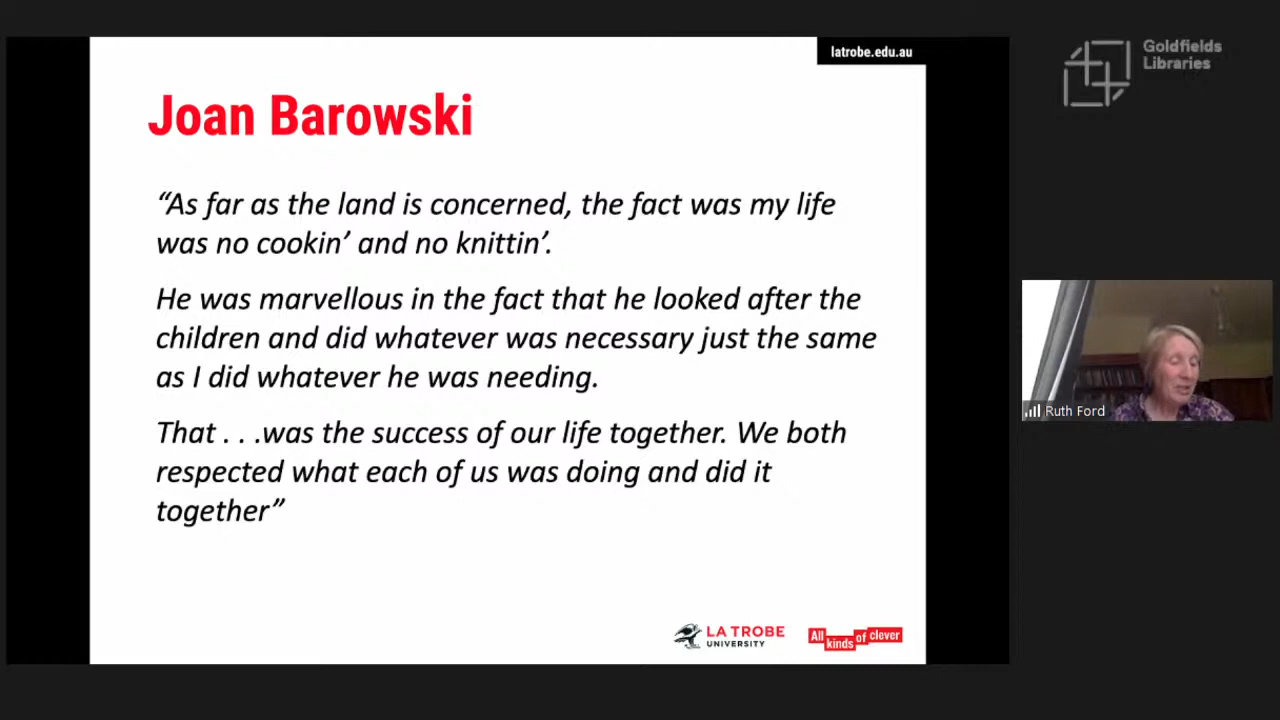 latrobe.edu.au
Goldfields
Libraries
Joan Barowski
“As far as the land is concerned, the fact was my life
was no cookin’ and no knittin’.
He was marvellous in the fact that he looked after the
children and did whatever was necessary just the same
as I did whatever he was needing.
That . . .was the success of our life together. We both
respected what each of us was doing and did it
together”
Ruth Ford
LA TROBE
UNIVERSITY
All kinds of clever